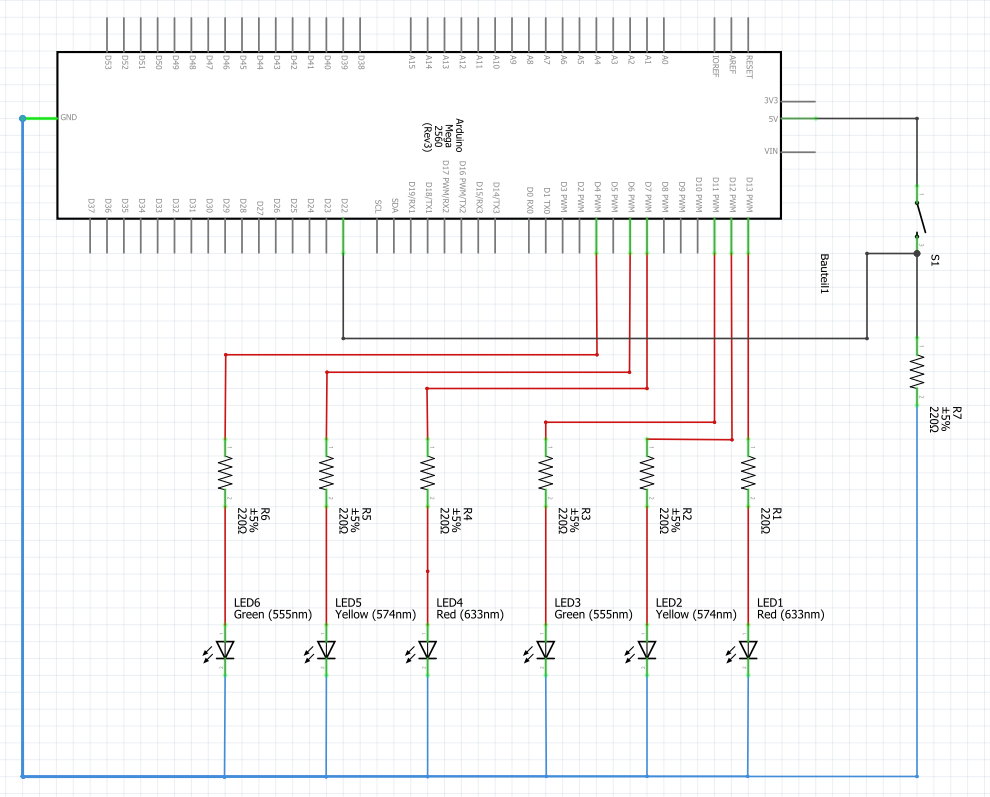 D53
D52
D51
D50
D49
D48
D47
D46
D45
D44
D43
D42
D41
D40
D39
D38
A15
A14
A13
A12
A11
A10
A9
A8
A7
A6
A5
A4
A3
A2
A1
A0
IOREF
AREF
RESET
3V3
5V
VIN
GND
Arduino
Mega
2560
(Rev3)
D37
D36
D35
D34
D33
D32
D31
D30
D29
D28
D27
D26
D25
D24
D23
D22
SCL
SDA
D19/RX1
D18/TX1
D17 PWM/RX2
D16 PWM/TX2
D15/RX3
D14/TX3
D0 RX0
D1 TX0
D3 PWM
D2 PWM
D4 PWM
D5 PWM
D6 PWM
D7 PWM
D8 PWM
D9 PWM
D10 PWM
D11 PWM
D12 PWM
D13 PWM
Bauteil1
S1
R7
±5%
220Ω
R6
±5%
220Ω
R5
±5%
220Ω
R4
±5%
220Ω
R3
±5%
220Ω
R2
±5%
220Ω
R1
220Ω
LED6
Green (555nm)
LED5
Yellow (574nm)
LED4
Red (633nm)
LED3
Green (555nm)
LED2
Yellow (574nm)
LED1
Red (633nm)